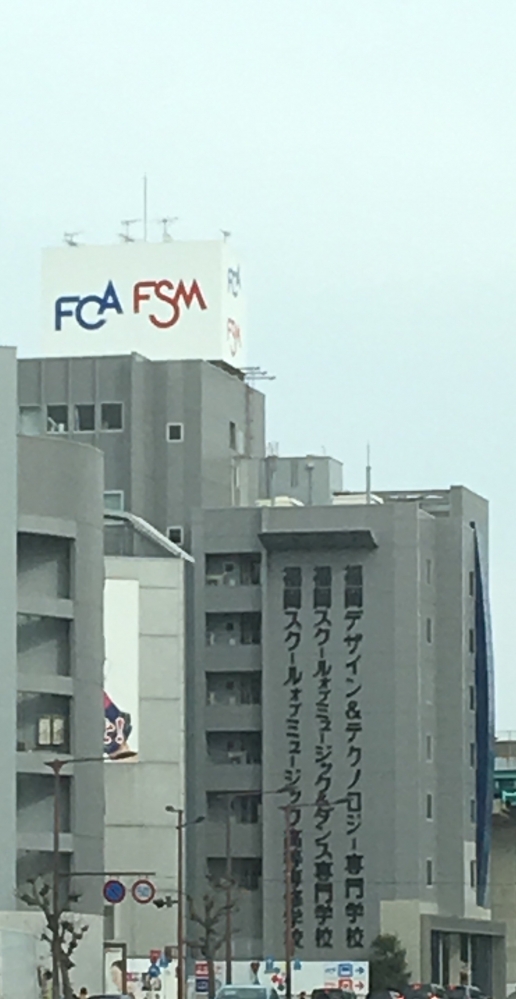 FCA FSM
FCA
FSM
福岡デザイン&テクノロジー専門学校
福岡スクールオブミュージック&ダンス専門学校
福岡スクールオブミュージック高等専修学校